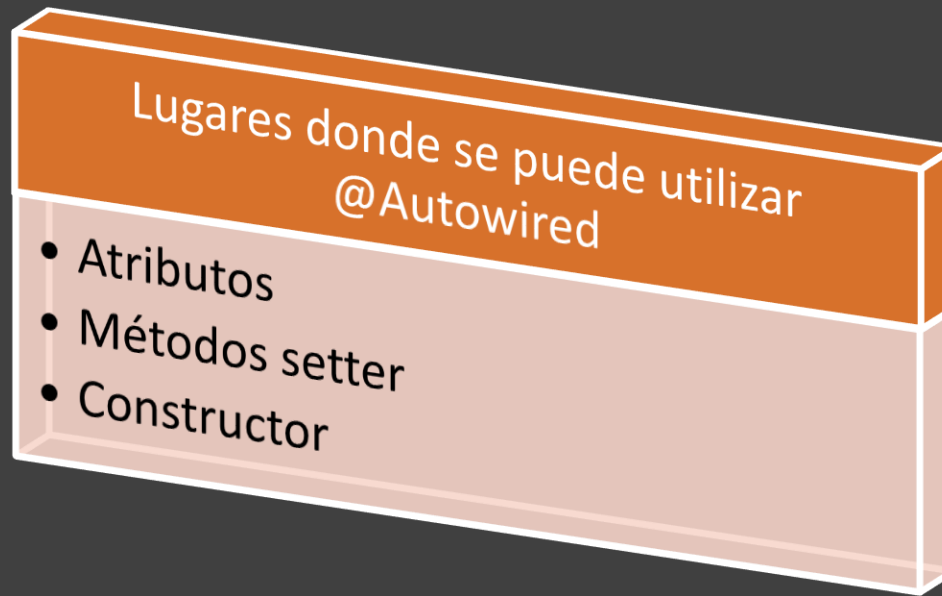 Lugares donde se puede utilizar
@Autowired
• Atributos
• Métodos setter
• Constructor